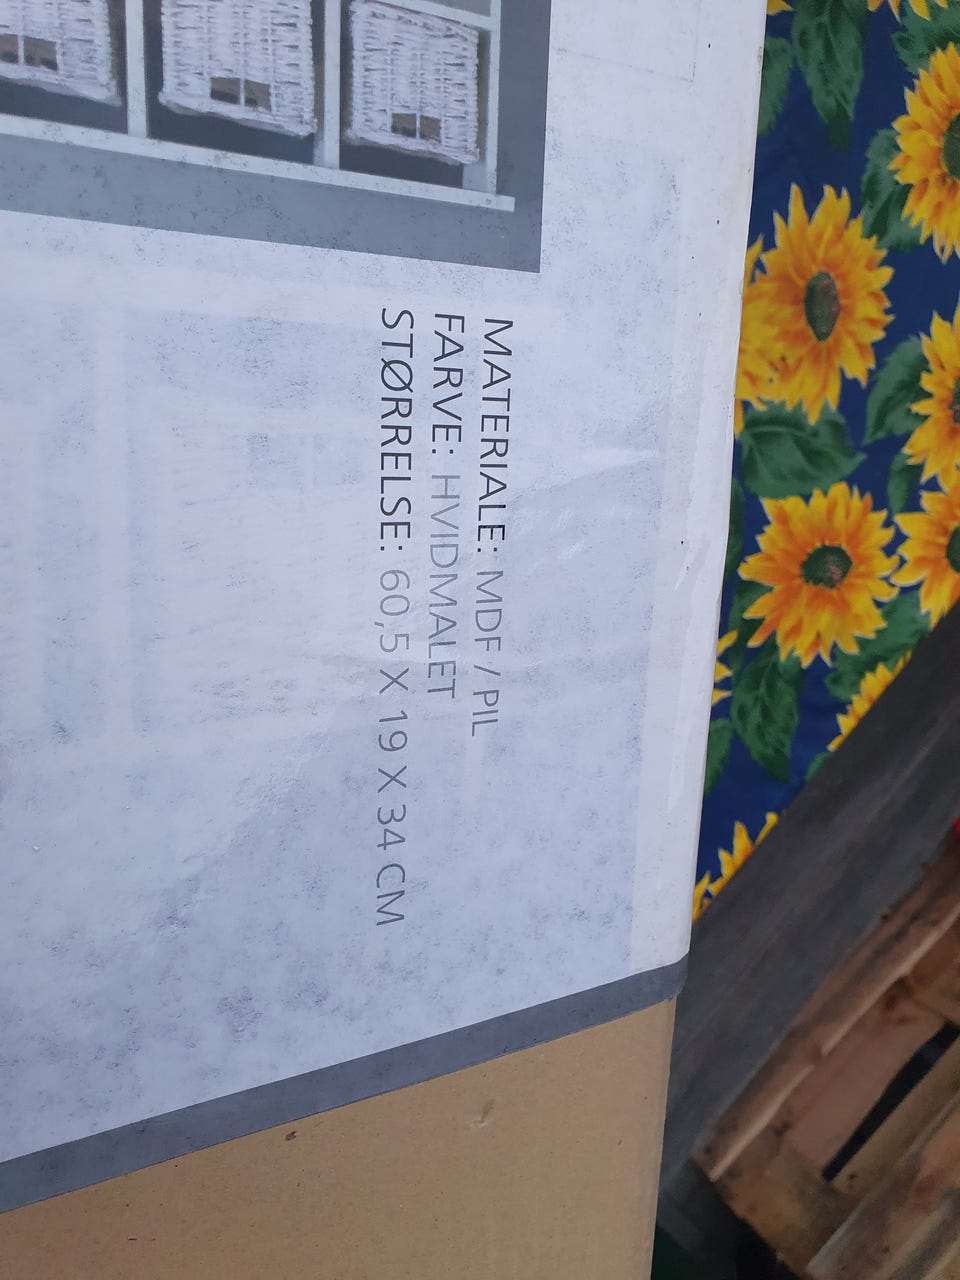 MATERIALE: MDF / PIL
FARVE: HVIDMALET
STØRRELSE: 60,5 X 19 X 34 CM